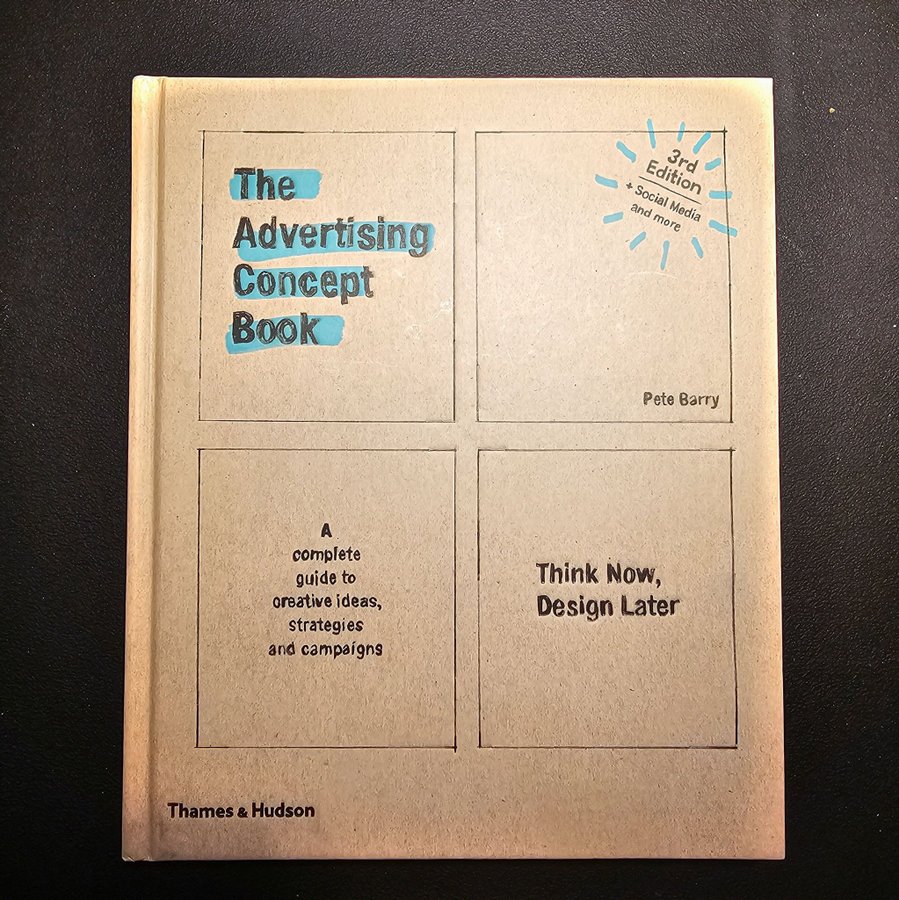 The
Advertising
Concept
Book
3rd
Edition
+ Social Media
and more
Pete Barry
A
complete
guide to
creative ideas,
strategies
and campaigns
Think Now,
Design Later
Thames & Hudson